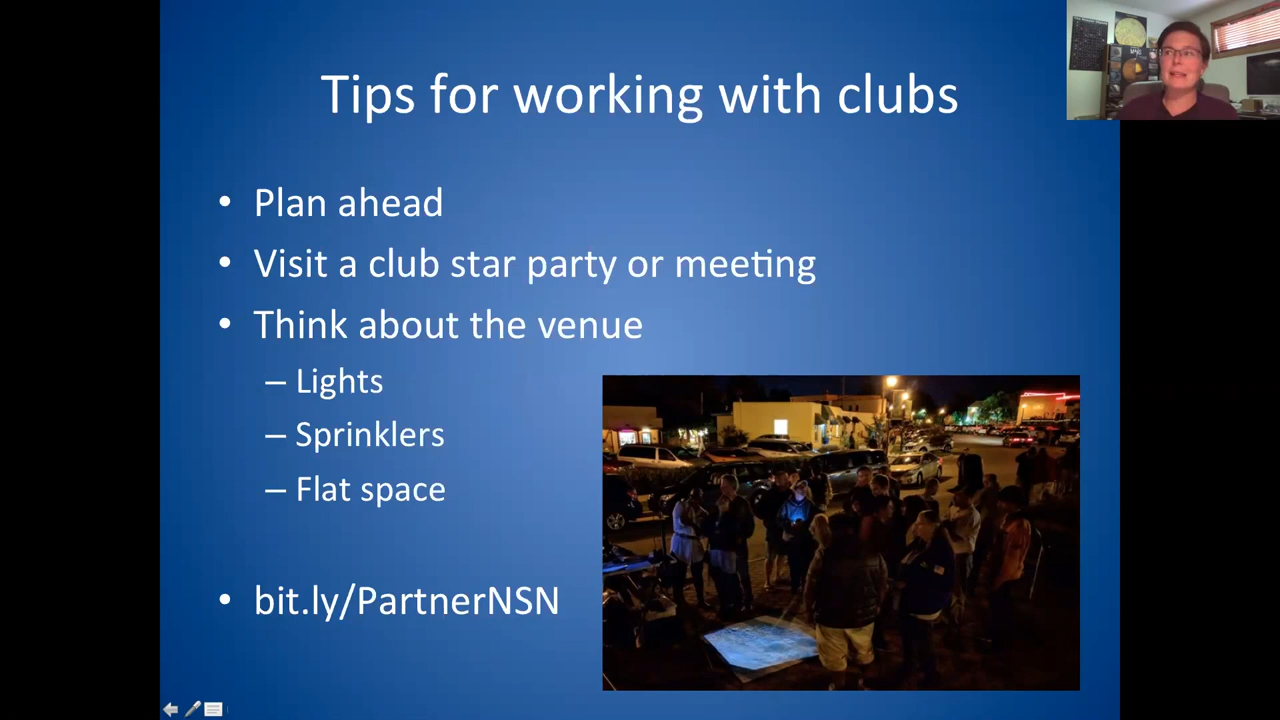 Tips for working with clubs
• Plan ahead
• Visit a club star party or meeting
• Think about the venue
– Lights
– Sprinklers
– Flat space
• bit.ly/PartnerNSN